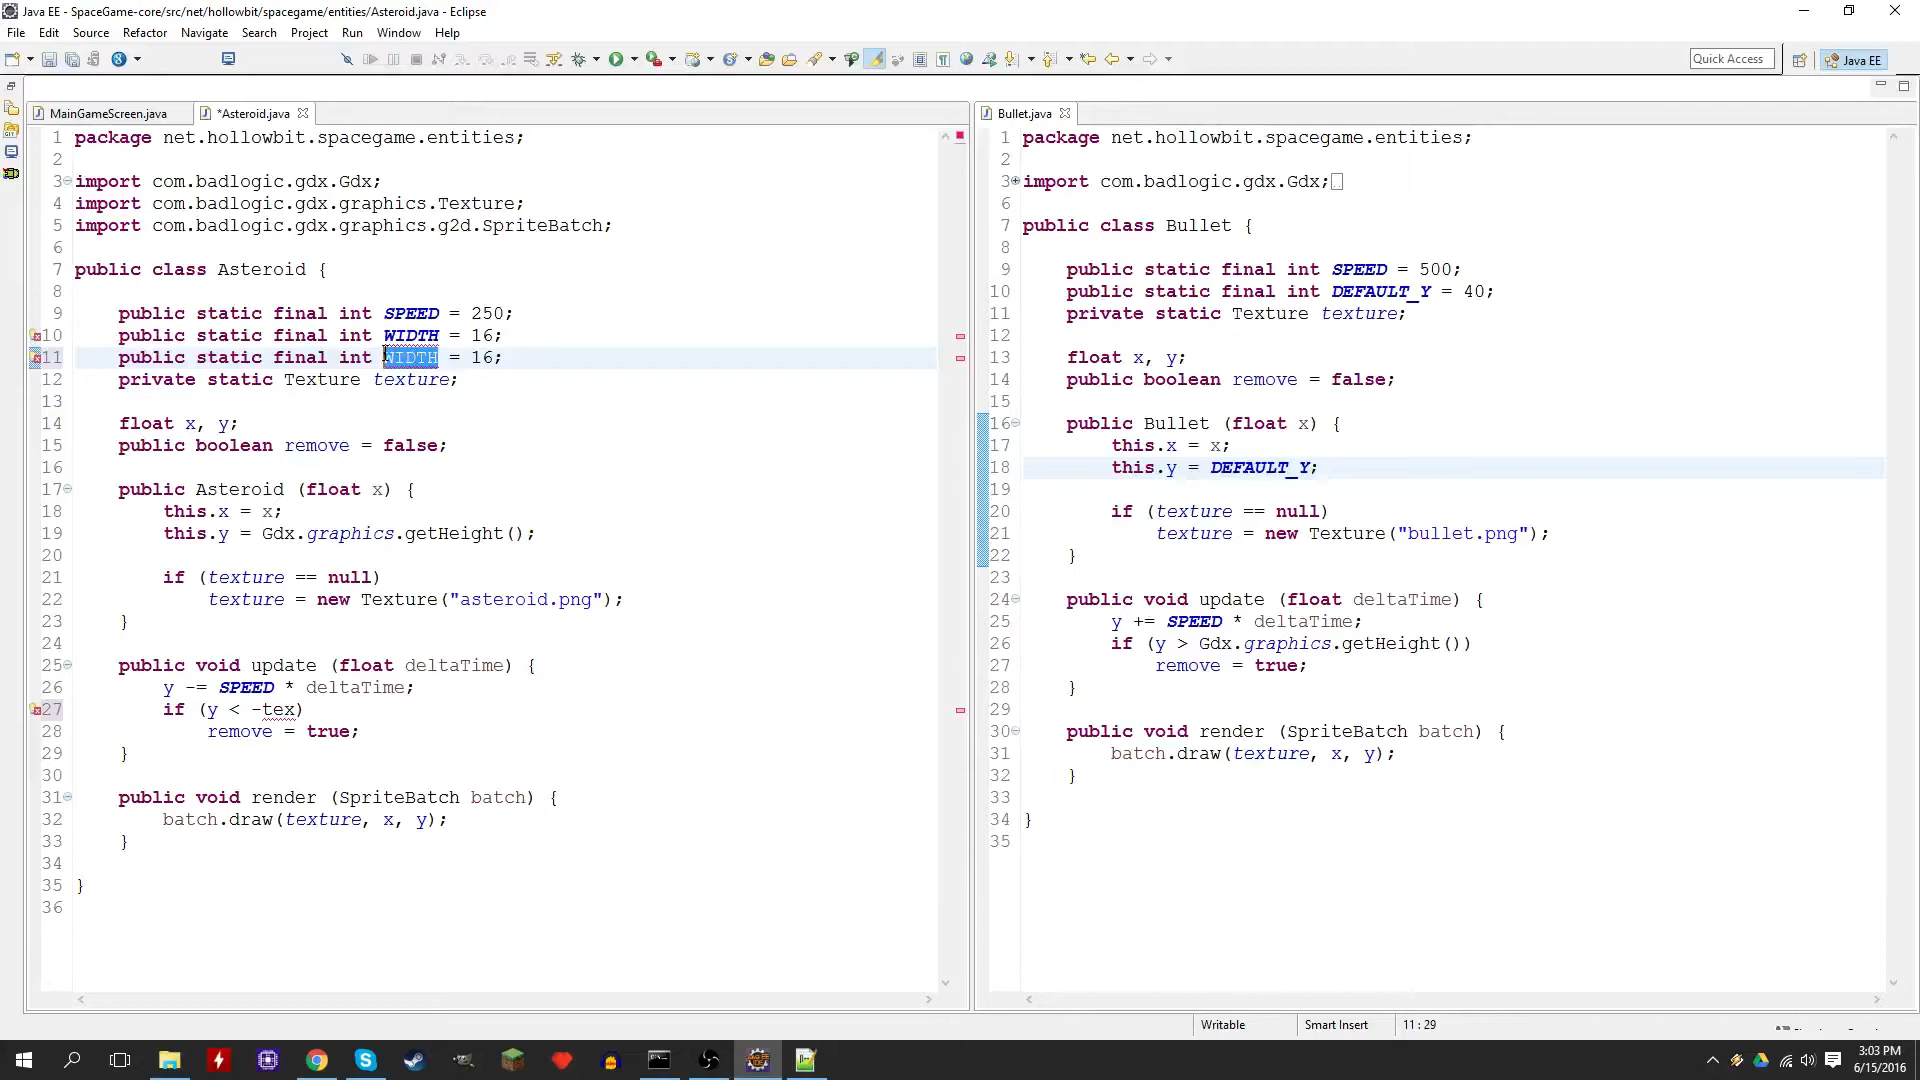 Java EE - SpaceGame-core/src/net/hollowbit/spacegame/entities/Asteroid.java - Eclipse
File Edit Source Refactor Navigate Search Project Run Window Help
Quick Access
Java EE
MainGameScreen.java
*Asteroid.java
1 package net.hollowbit.spacegame.entities;
2
3 import com.badlogic.gdx.Gdx;
4 import com.badlogic.gdx.graphics.Texture;
5 import com.badlogic.gdx.graphics.g2d.SpriteBatch;
6
7 public class Asteroid {
8
9 public static final int SPEED = 250;
10 public static final int WIDTH = 16;
11 public static final int WIDTH = 16;
12 private static Texture texture;
13
14 float x, y;
15 public boolean remove = false;
16
17 public Asteroid (float x) {
18 this.x = x;
19 this.y = Gdx.graphics.getHeight();
20
21 if (texture == null)
22 texture = new Texture("asteroid.png");
23 }
24
25 public void update (float deltaTime) {
26 y -= SPEED * deltaTime;
27 if (y < -tex)
28 remove = true;
29 }
30
31 public void render (SpriteBatch batch) {
32 batch.draw(texture, x, y);
33 }
34
35 }
36
Bullet.java
1 package net.hollowbit.spacegame.entities;
2
3 import com.badlogic.gdx.Gdx;
6
7 public class Bullet {
8
9 public static final int SPEED = 500;
10 public static final int DEFAULT_Y = 40;
11 private static Texture texture;
12
13 float x, y;
14 public boolean remove = false;
15
16 public Bullet (float x) {
17 this.x = x;
18 this.y = DEFAULT_Y;
19
20 if (texture == null)
21 texture = new Texture("bullet.png");
22 }
23
24 public void update (float deltaTime) {
25 y += SPEED * deltaTime;
26 if (y > Gdx.graphics.getHeight())
27 remove = true;
28 }
29
30 public void render (SpriteBatch batch) {
31 batch.draw(texture, x, y);
32 }
33
34 }
35
Writable
Smart Insert
11 : 29
3:03 PM
6/15/2016